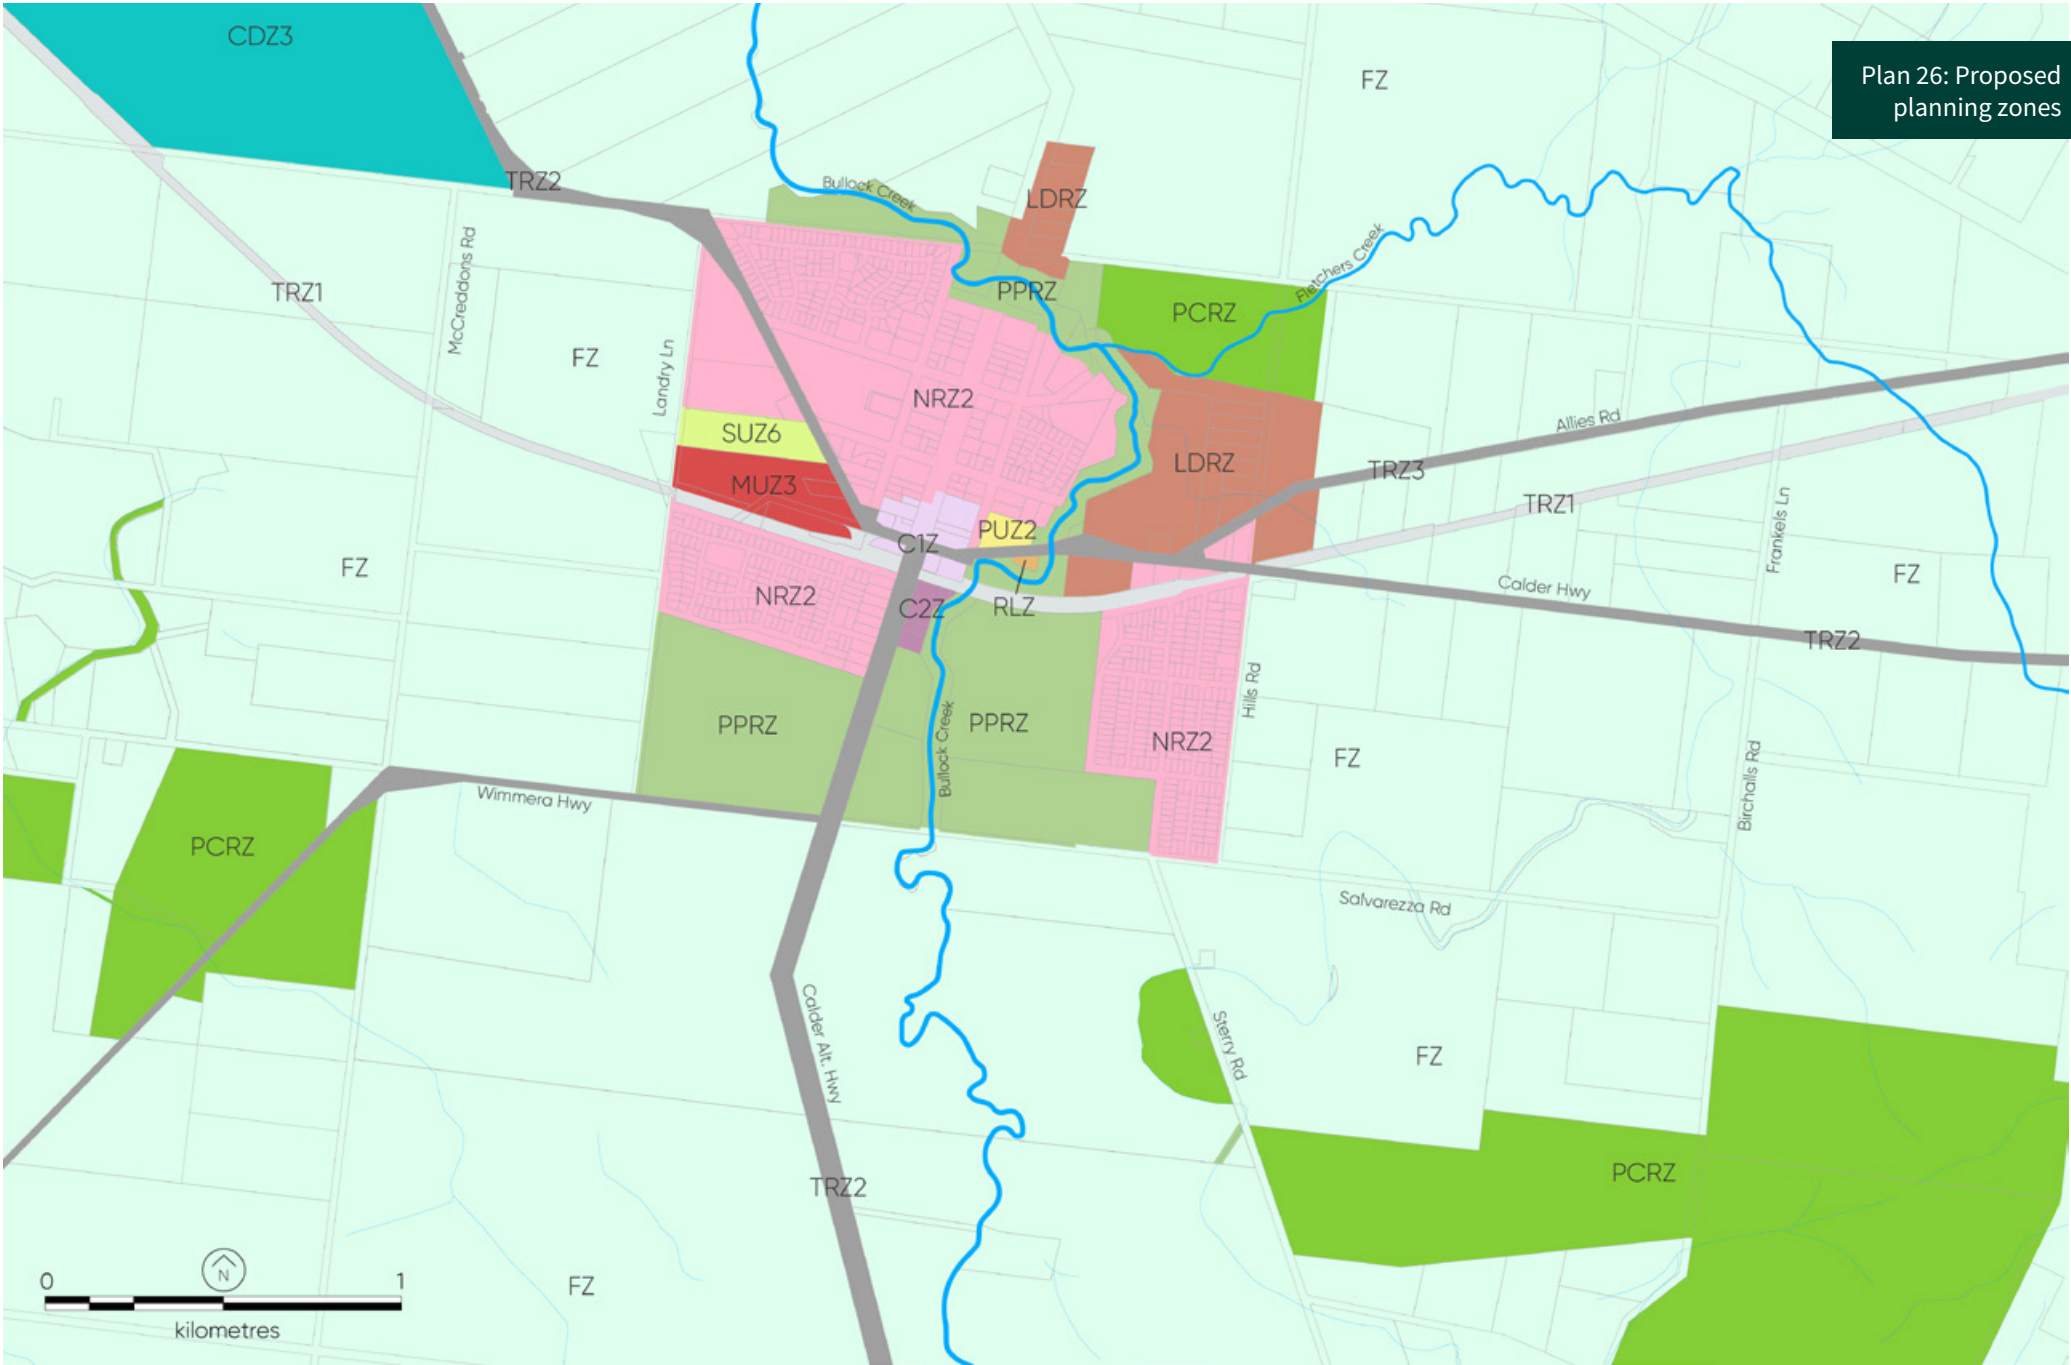 CDZ3
FZ
Plan 26: Proposed
planning zones
TRZ2
Bullock Creek
LDRZ
McCreddons Rd
TRZ1
PPRZ
Fletchers Creek
PCRZ
FZ
Landry Ln
NRZ2
SUZ6
MUZ3
LDRZ
Allies Rd
TRZ3
TRZ1
PUZ2
C1Z
Frankels Ln
FZ
FZ
NRZ2
C2Z
RLZ
Calder Hwy
TRZ2
Hills Rd
PPRZ
Bullock Creek
PPRZ
NRZ2
FZ
Birchalls Rd
Wimmera Hwy
PCRZ
Salvarezza Rd
Calder Alt. Hwy
Sterry Rd
FZ
PCRZ
TRZ2
FZ
N
0 1
kilometres